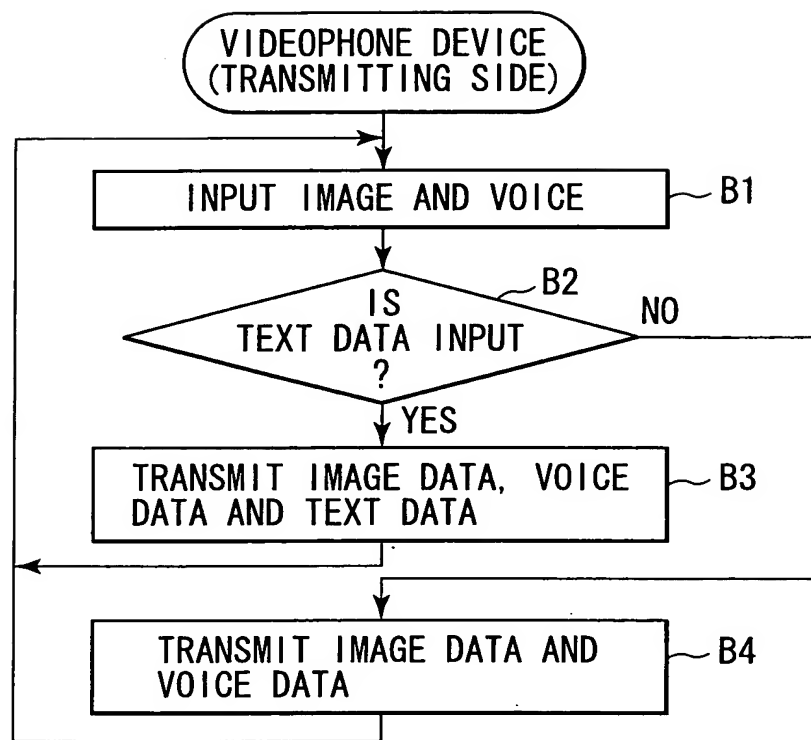 VIDEOPHONE DEVICE
(TRANSMITTING SIDE)
INPUT IMAGE AND VOICE
B1
B2
IS
TEXT DATA INPUT
?
NO
YES
TRANSMIT IMAGE DATA, VOICE
DATA AND TEXT DATA
B3
TRANSMIT IMAGE DATA AND
VOICE DATA
B4